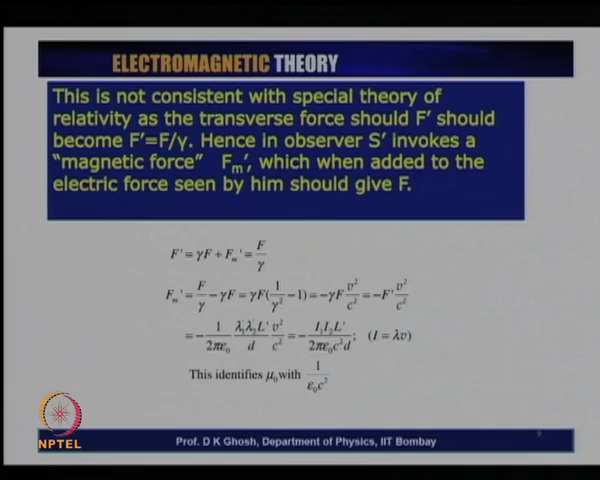 ELECTROMAGNETIC THEORY
This is not consistent with special theory of
relativity as the transverse force should F' should
become F'=F/γ. Hence in observer S' invokes a
"magnetic force" Fₘ', which when added to the
electric force seen by him should give F.
F' = γF + Fₘ' = F/γ
Fₘ' = F/γ − γF = γF(1/γ² − 1) = −γF v²/c² = −F' v²/c²
= − 1/2πε₀ λ₁'λ₂'L'/d v²/c² = − I₁I₂L'/2πε₀c²d; (I = λv)
This identifies μ₀ with 1/ε₀c²
9
NPTEL
Prof. D K Ghosh, Department of Physics, IIT Bombay